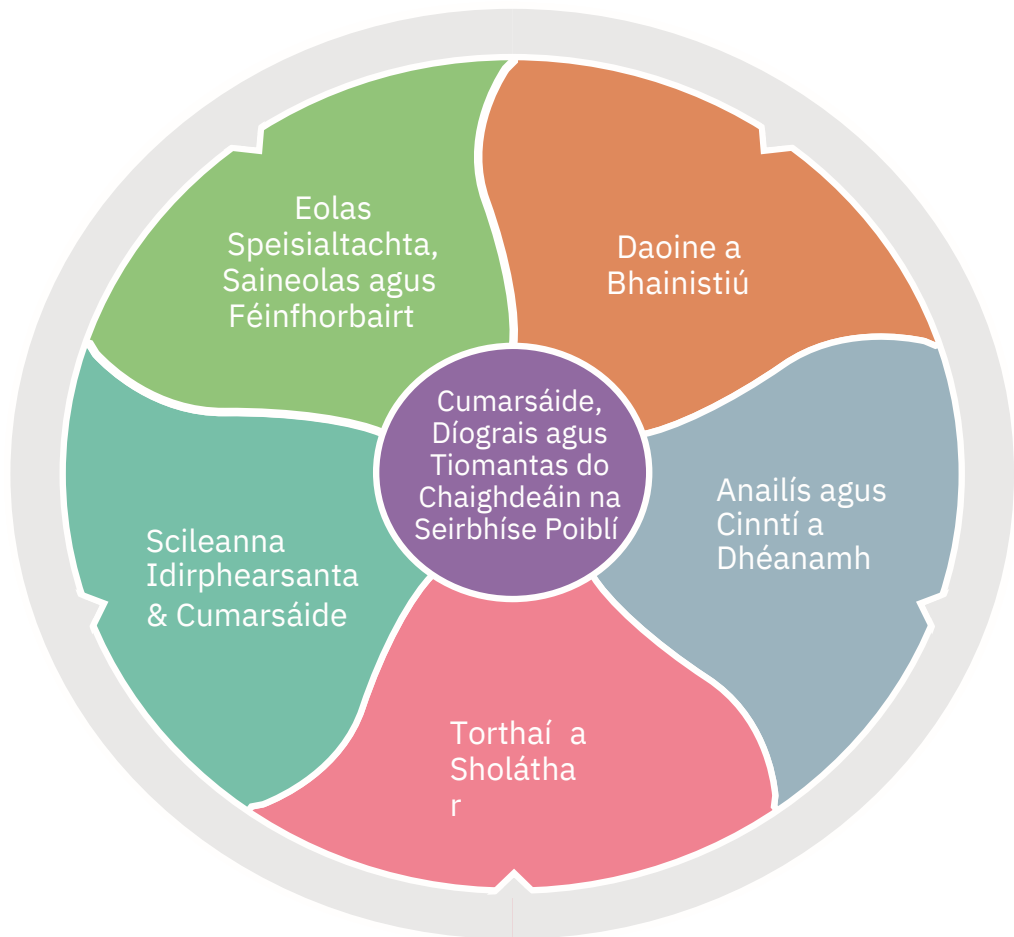 Eolas
Speisialtachta,
Saineolas agus
Féinfhorbairt
Daoine a
Bhainistiú
Cumarsáide,
Díograis agus
Tiomantas do
Chaighdeáin na
Seirbhíse Poiblí
Anailís agus
Cinntí a
Dhéanamh
Scileanna
Idirphearsanta
& Cumarsáide
Torthaí a
Sholátha
r